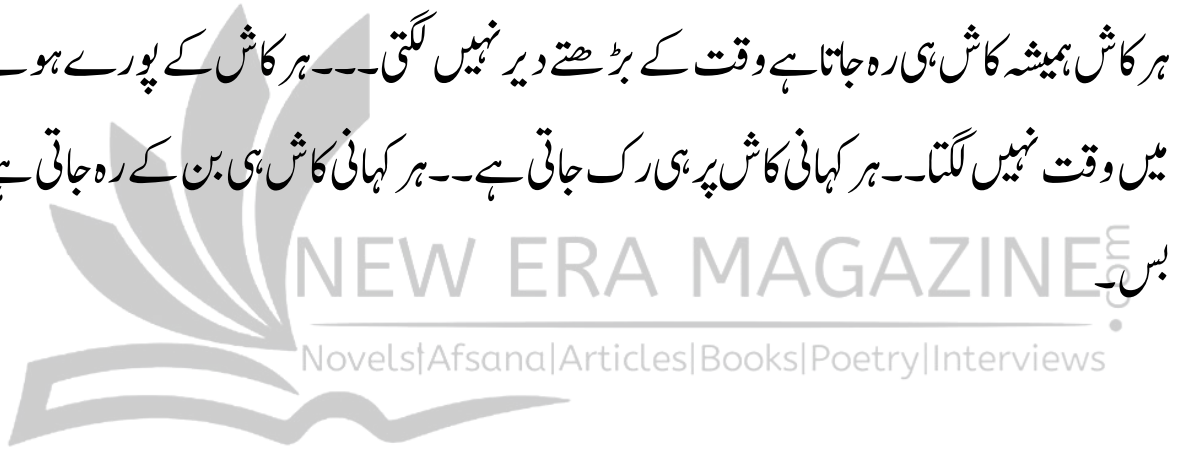 ہر کاش ہمیشہ کاش ہی رہ جاتا ہے وقت کے بڑھتے دیر نہیں لگتی۔۔۔ہر کاش کے پورے
میں وقت نہیں لگتا۔۔ہر کہانی کاش پر ہی رک جاتی ہے۔۔ہر کہانی کاش ہی بن کے رہ جاتی ہے
بس۔
NEW ERA MAGAZINE.com
Novels|Afsana|Articles|Books|Poetry|Interviews